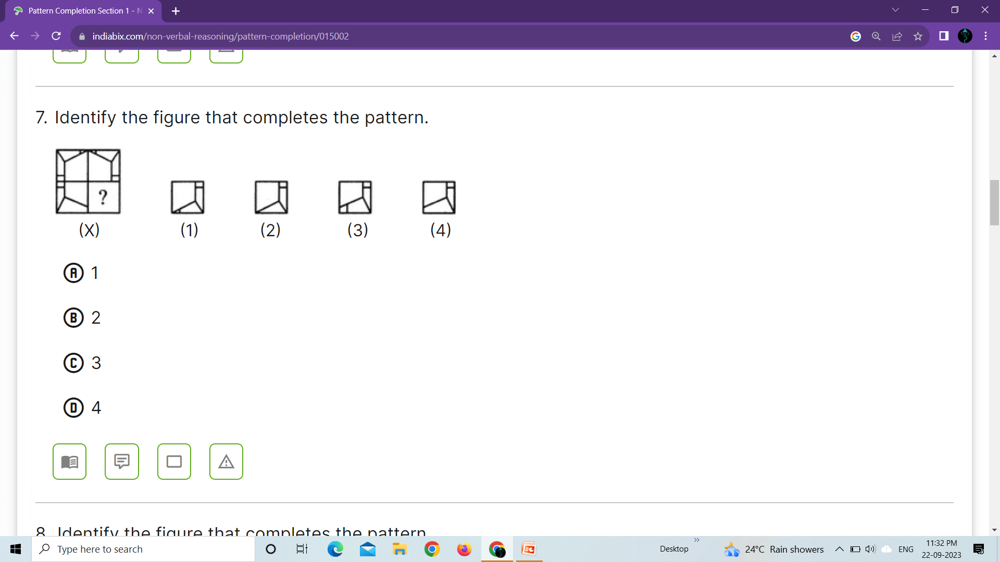 Pattern Completion Section 1 - N
indiabix.com/non-verbal-reasoning/pattern-completion/015002
7. Identify the figure that completes the pattern.
?
(X) (1) (2) (3) (4)
A 1
B 2
C 3
D 4
8. Identify the figure that completes the pattern
Type here to search
Desktop
24°C Rain showers
ENG
11:32 PM
22-09-2023